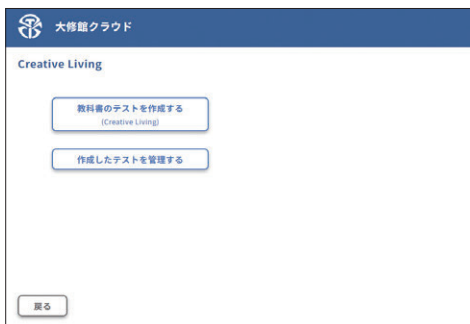 大修館クラウド
Creative Living
教科書のテストを作成する
(Creative Living)
作成したテストを管理する
戻る